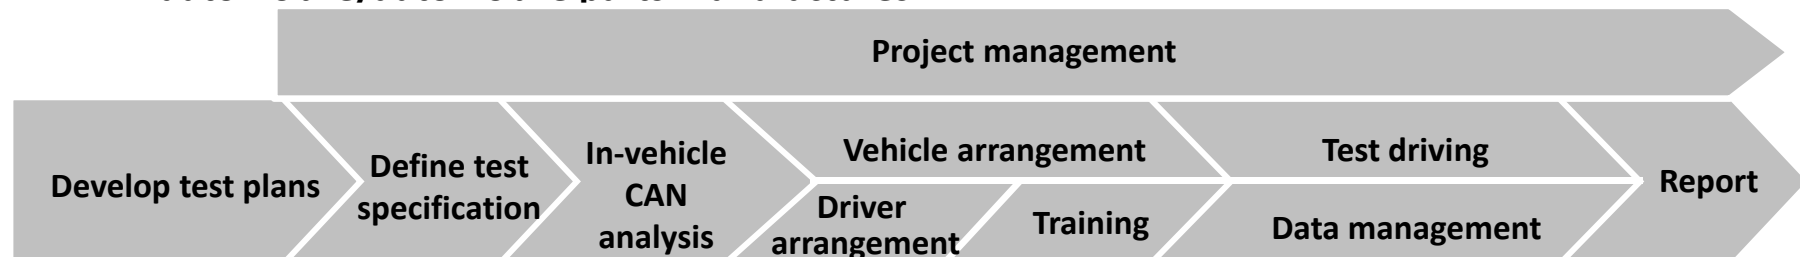 Project management
Develop test plans
Define test
specification
In-vehicle
CAN
analysis
Vehicle arrangement
Driver
arrangement
Training
Test driving
Data management
Report